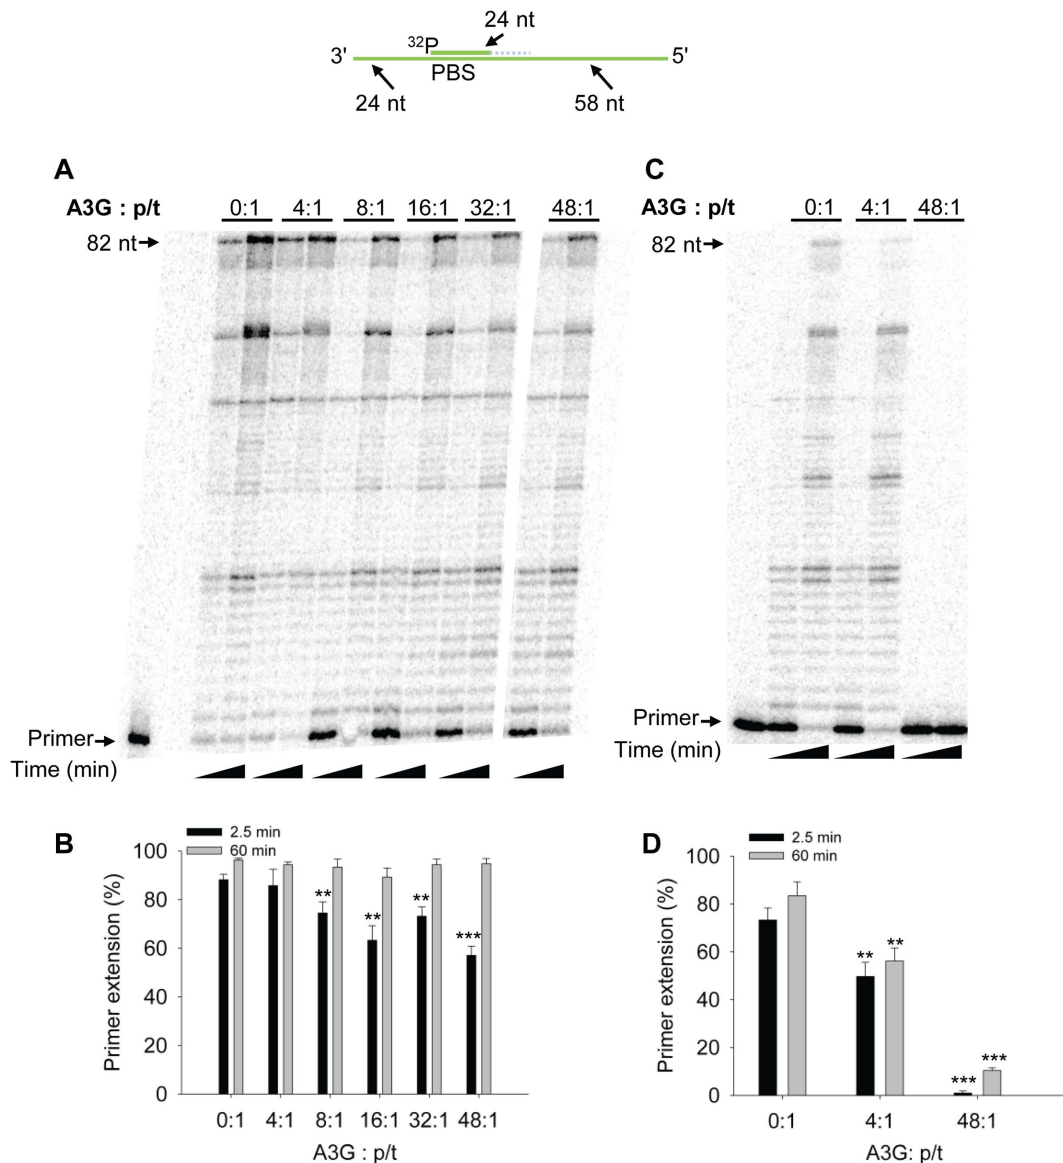 24 nt
³²P
3' 5'
PBS
24 nt 58 nt
A
A3G : p/t 0:1 4:1 8:1 16:1 32:1 48:1
82 nt
Primer
Time (min)
C
A3G : p/t 0:1 4:1 48:1
82 nt
Primer
Time (min)
B
2.5 min
60 min
Primer extension (%)
100
80
60
40
20
0
** ** ** ***
0:1 4:1 8:1 16:1 32:1 48:1
A3G : p/t
D
2.5 min
60 min
Primer extension (%)
100
80
60
40
20
0
** ** *** ***
0:1 4:1 48:1
A3G: p/t